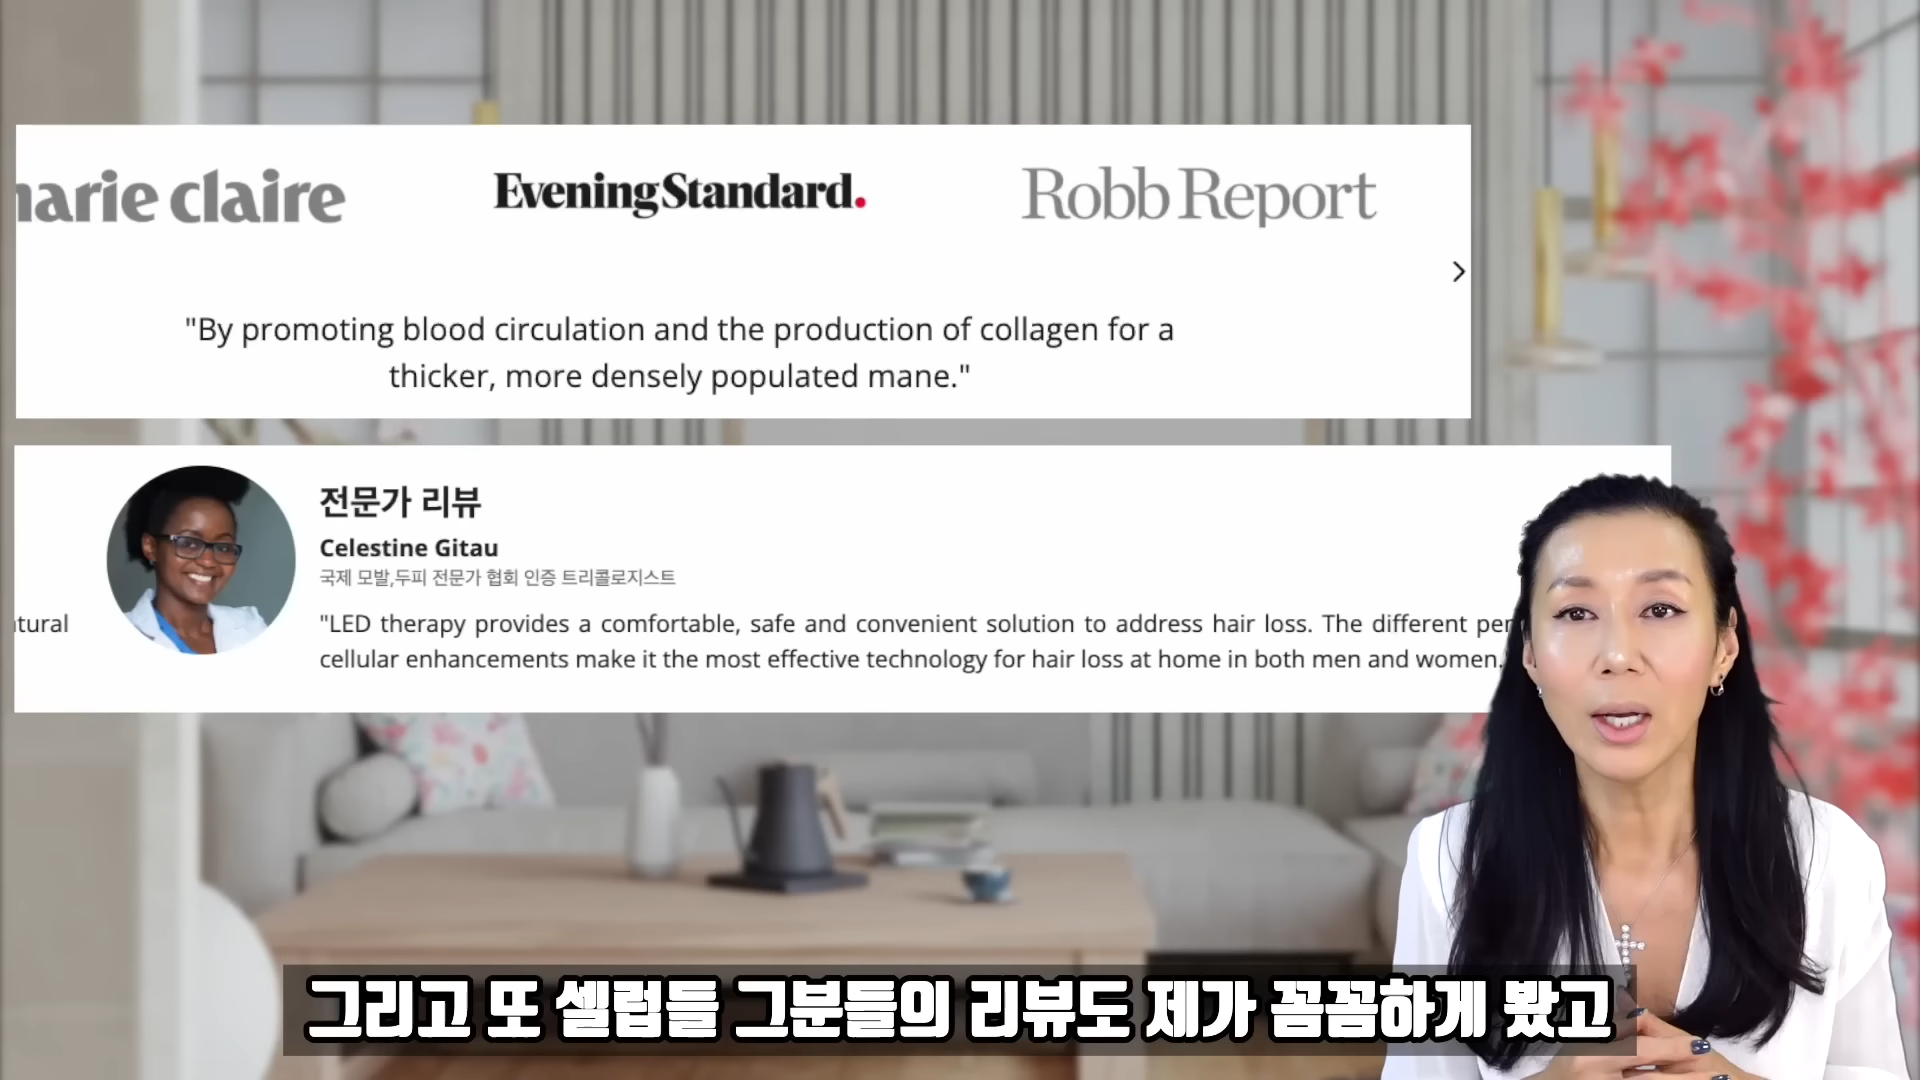 claire
Evening Standard.
Robb Report
"By promoting blood circulation and the production of collagen for a
thicker, more densely populated mane."
전문가 리뷰
Celestine Gitau
국제 모발,두피 전문가 협회 인증 트리콜로지스트
"LED therapy provides a comfortable, safe and convenient solution to address hair loss. The different
cellular enhancements make it the most effective technology for hair loss at home in both men and women.
그리고 또 셀럽들 그분들의 리뷰도 제가 꼼꼼하게 봤고